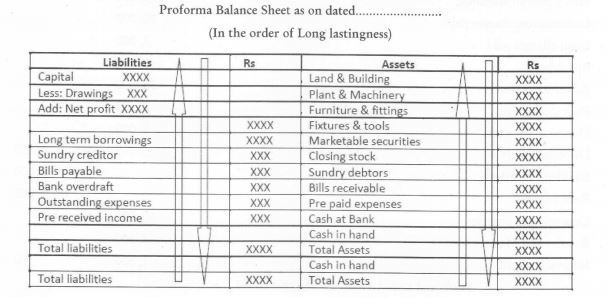 Proforma Balance Sheet as on dated..........................
(In the order of Long lastingness)
Liabilities Rs Assets Rs
Capital XXXX Land & Building XXXX
Less: Drawings XXX Plant & Machinery XXXX
Add: Net profit XXXX Furniture & fittings XXXX
XXXX Fixtures & tools XXXX
Long term borrowings XXXX Marketable securities XXXX
Sundry creditor XXX Closing stock XXXX
Bills payable XXX Sundry debtors XXXX
Bank overdraft XXX Bills receivable XXXX
Outstanding expenses XXX Pre paid expenses XXXX
Pre received income XXX Cash at Bank XXXX
Cash in hand XXXX
Total liabilities XXXX Total Assets XXXX
Cash in hand XXXX
Total liabilities XXXX Total Assets XXXX